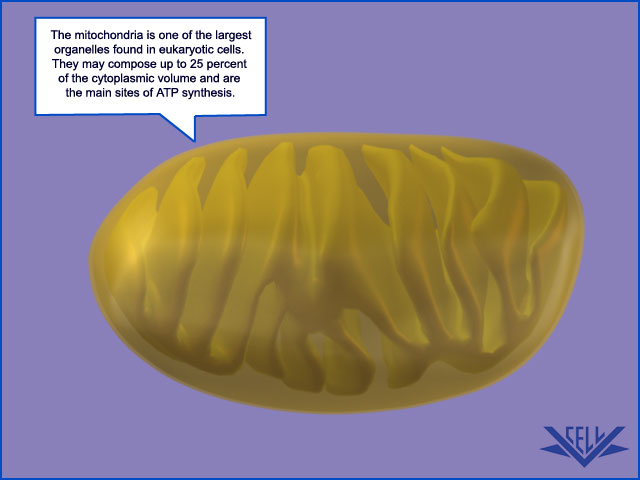 The mitochondria is one of the largest
organelles found in eukaryotic cells.
They may compose up to 25 percent
of the cytoplasmic volume and are
the main sites of ATP synthesis.
V CELL